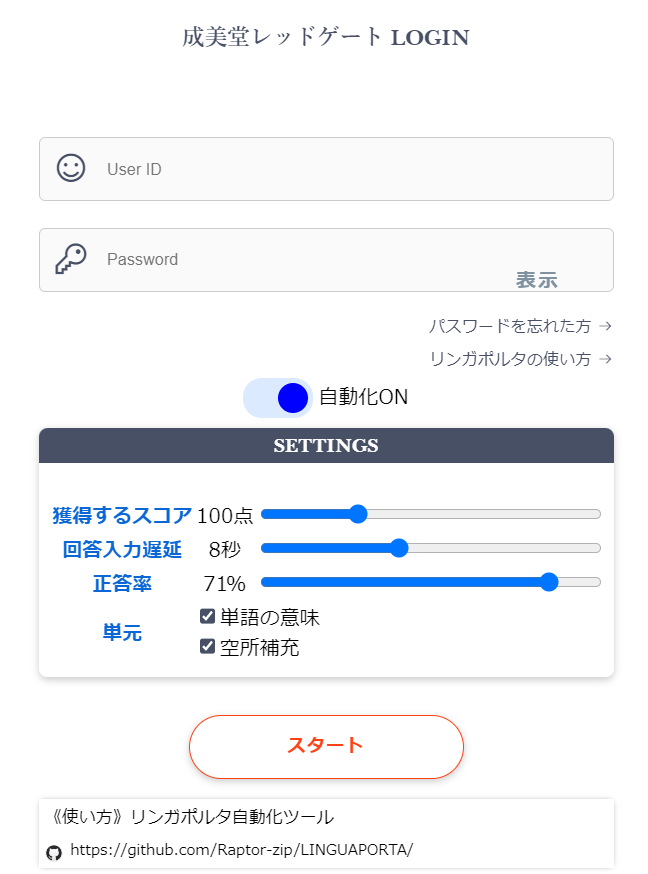 成美堂レッドゲート LOGIN
User ID
Password
表示
パスワードを忘れた方 →
リンガポルタの使い方 →
自動化ON
SETTINGS
獲得するスコア 100点
回答入力遅延 8秒
正答率 71%
単元
単語の意味
空所補充
スタート
《使い方》リンガポルタ自動化ツール
https://github.com/Raptor-zip/LINGUAPORTA/